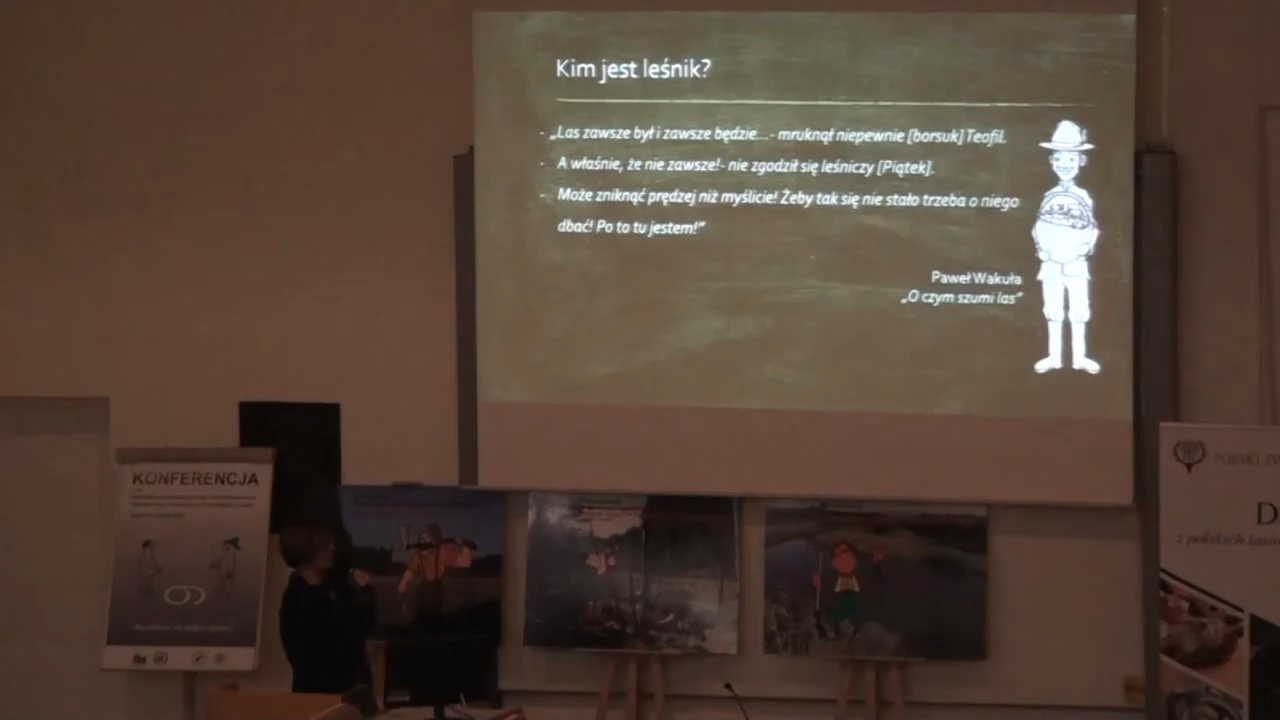 Kim jest leśnik?
- „Las zawsze był i zawsze będzie...- mruknął niepewnie [borsuk] Teofil.
- A właśnie, że nie zawsze!- nie zgodził się leśniczy [Piątek].
- Może zniknąć prędzej niż myślicie! Żeby tak się nie stało trzeba o niego
dbać! Po to tu jestem!”
Paweł Wakuła
„O czym szumi las”
KONFERENCJA
POLSKI
D
z polskich